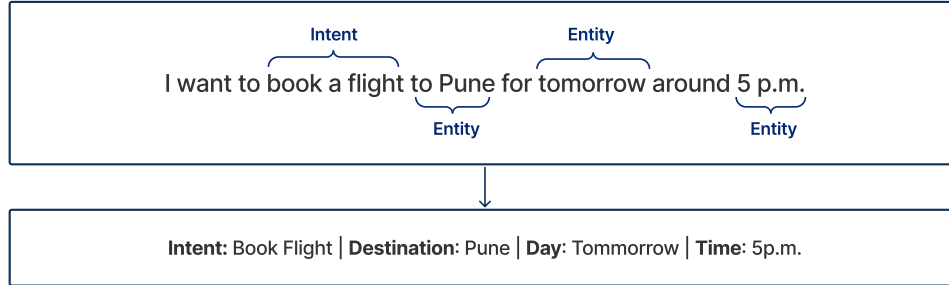 Intent
Entity
I want to book a flight to Pune for tomorrow around 5 p.m.
Entity
Entity
Intent: Book Flight | Destination: Pune | Day: Tommorrow | Time: 5p.m.